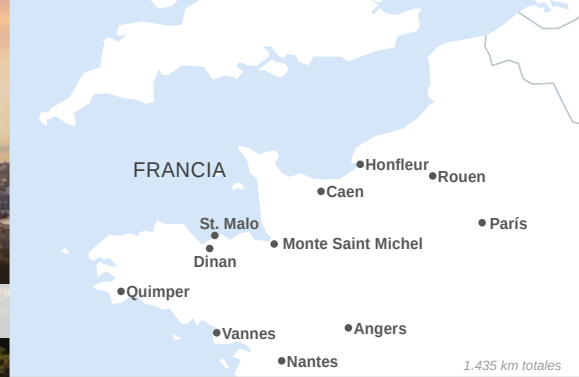 Honfleur
FRANCIA
Rouen
Caen
St. Malo
París
Monte Saint Michel
Dinan
Quimper
Angers
Vannes
Nantes
1.435 km totales